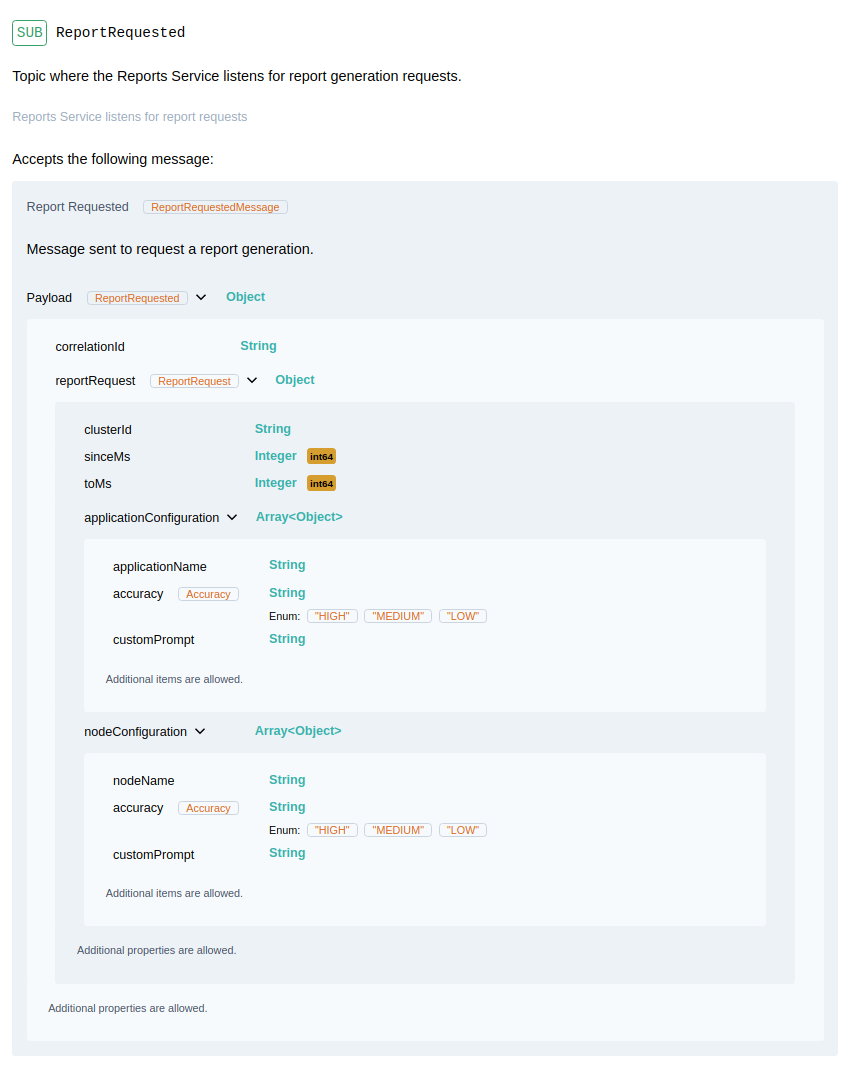 SUB ReportRequested
Topic where the Reports Service listens for report generation requests.
Reports Service listens for report requests
Accepts the following message:
Report Requested ReportRequestedMessage
Message sent to request a report generation.
Payload ReportRequested Object
correlationId String
reportRequest ReportRequest Object
clusterId String
sinceMs Integer int64
toMs Integer int64
applicationConfiguration Array<Object>
applicationName String
accuracy Accuracy String
Enum: "HIGH" "MEDIUM" "LOW"
customPrompt String
Additional items are allowed.
nodeConfiguration Array<Object>
nodeName String
accuracy Accuracy String
Enum: "HIGH" "MEDIUM" "LOW"
customPrompt String
Additional items are allowed.
Additional properties are allowed.
Additional properties are allowed.